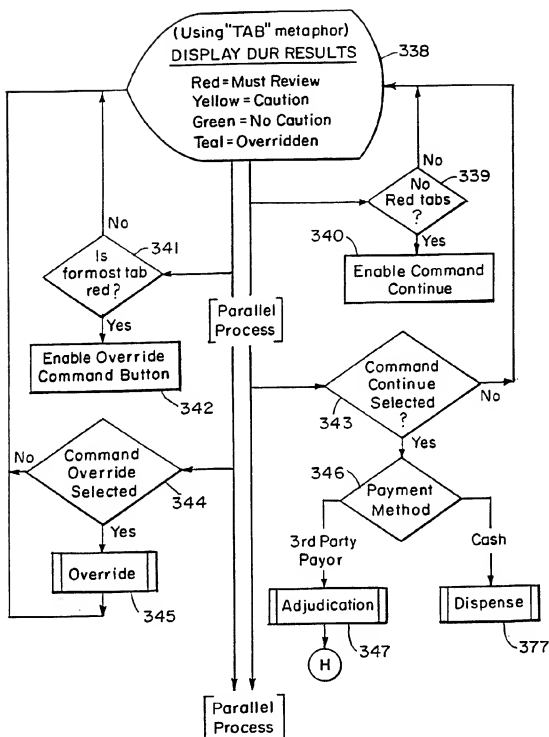 (Using "TAB" metaphor)
DISPLAY DUR RESULTS
Red = Must Review
Yellow = Caution
Green = No Caution
Teal = Overridden
338
No
339
No
Red tabs
?
Yes
340
Enable Command
Continue
No
341
Is
formost tab
red?
Yes
Enable Override
Command Button
342
[Parallel
Process]
Command
Continue
Selected
?
343
No
Yes
No
Command
Override
Selected
344
Yes
Override
345
346
Payment
Method
3rd Party
Payor
Cash
Adjudication
347
H
Dispense
377
[Parallel
Process]